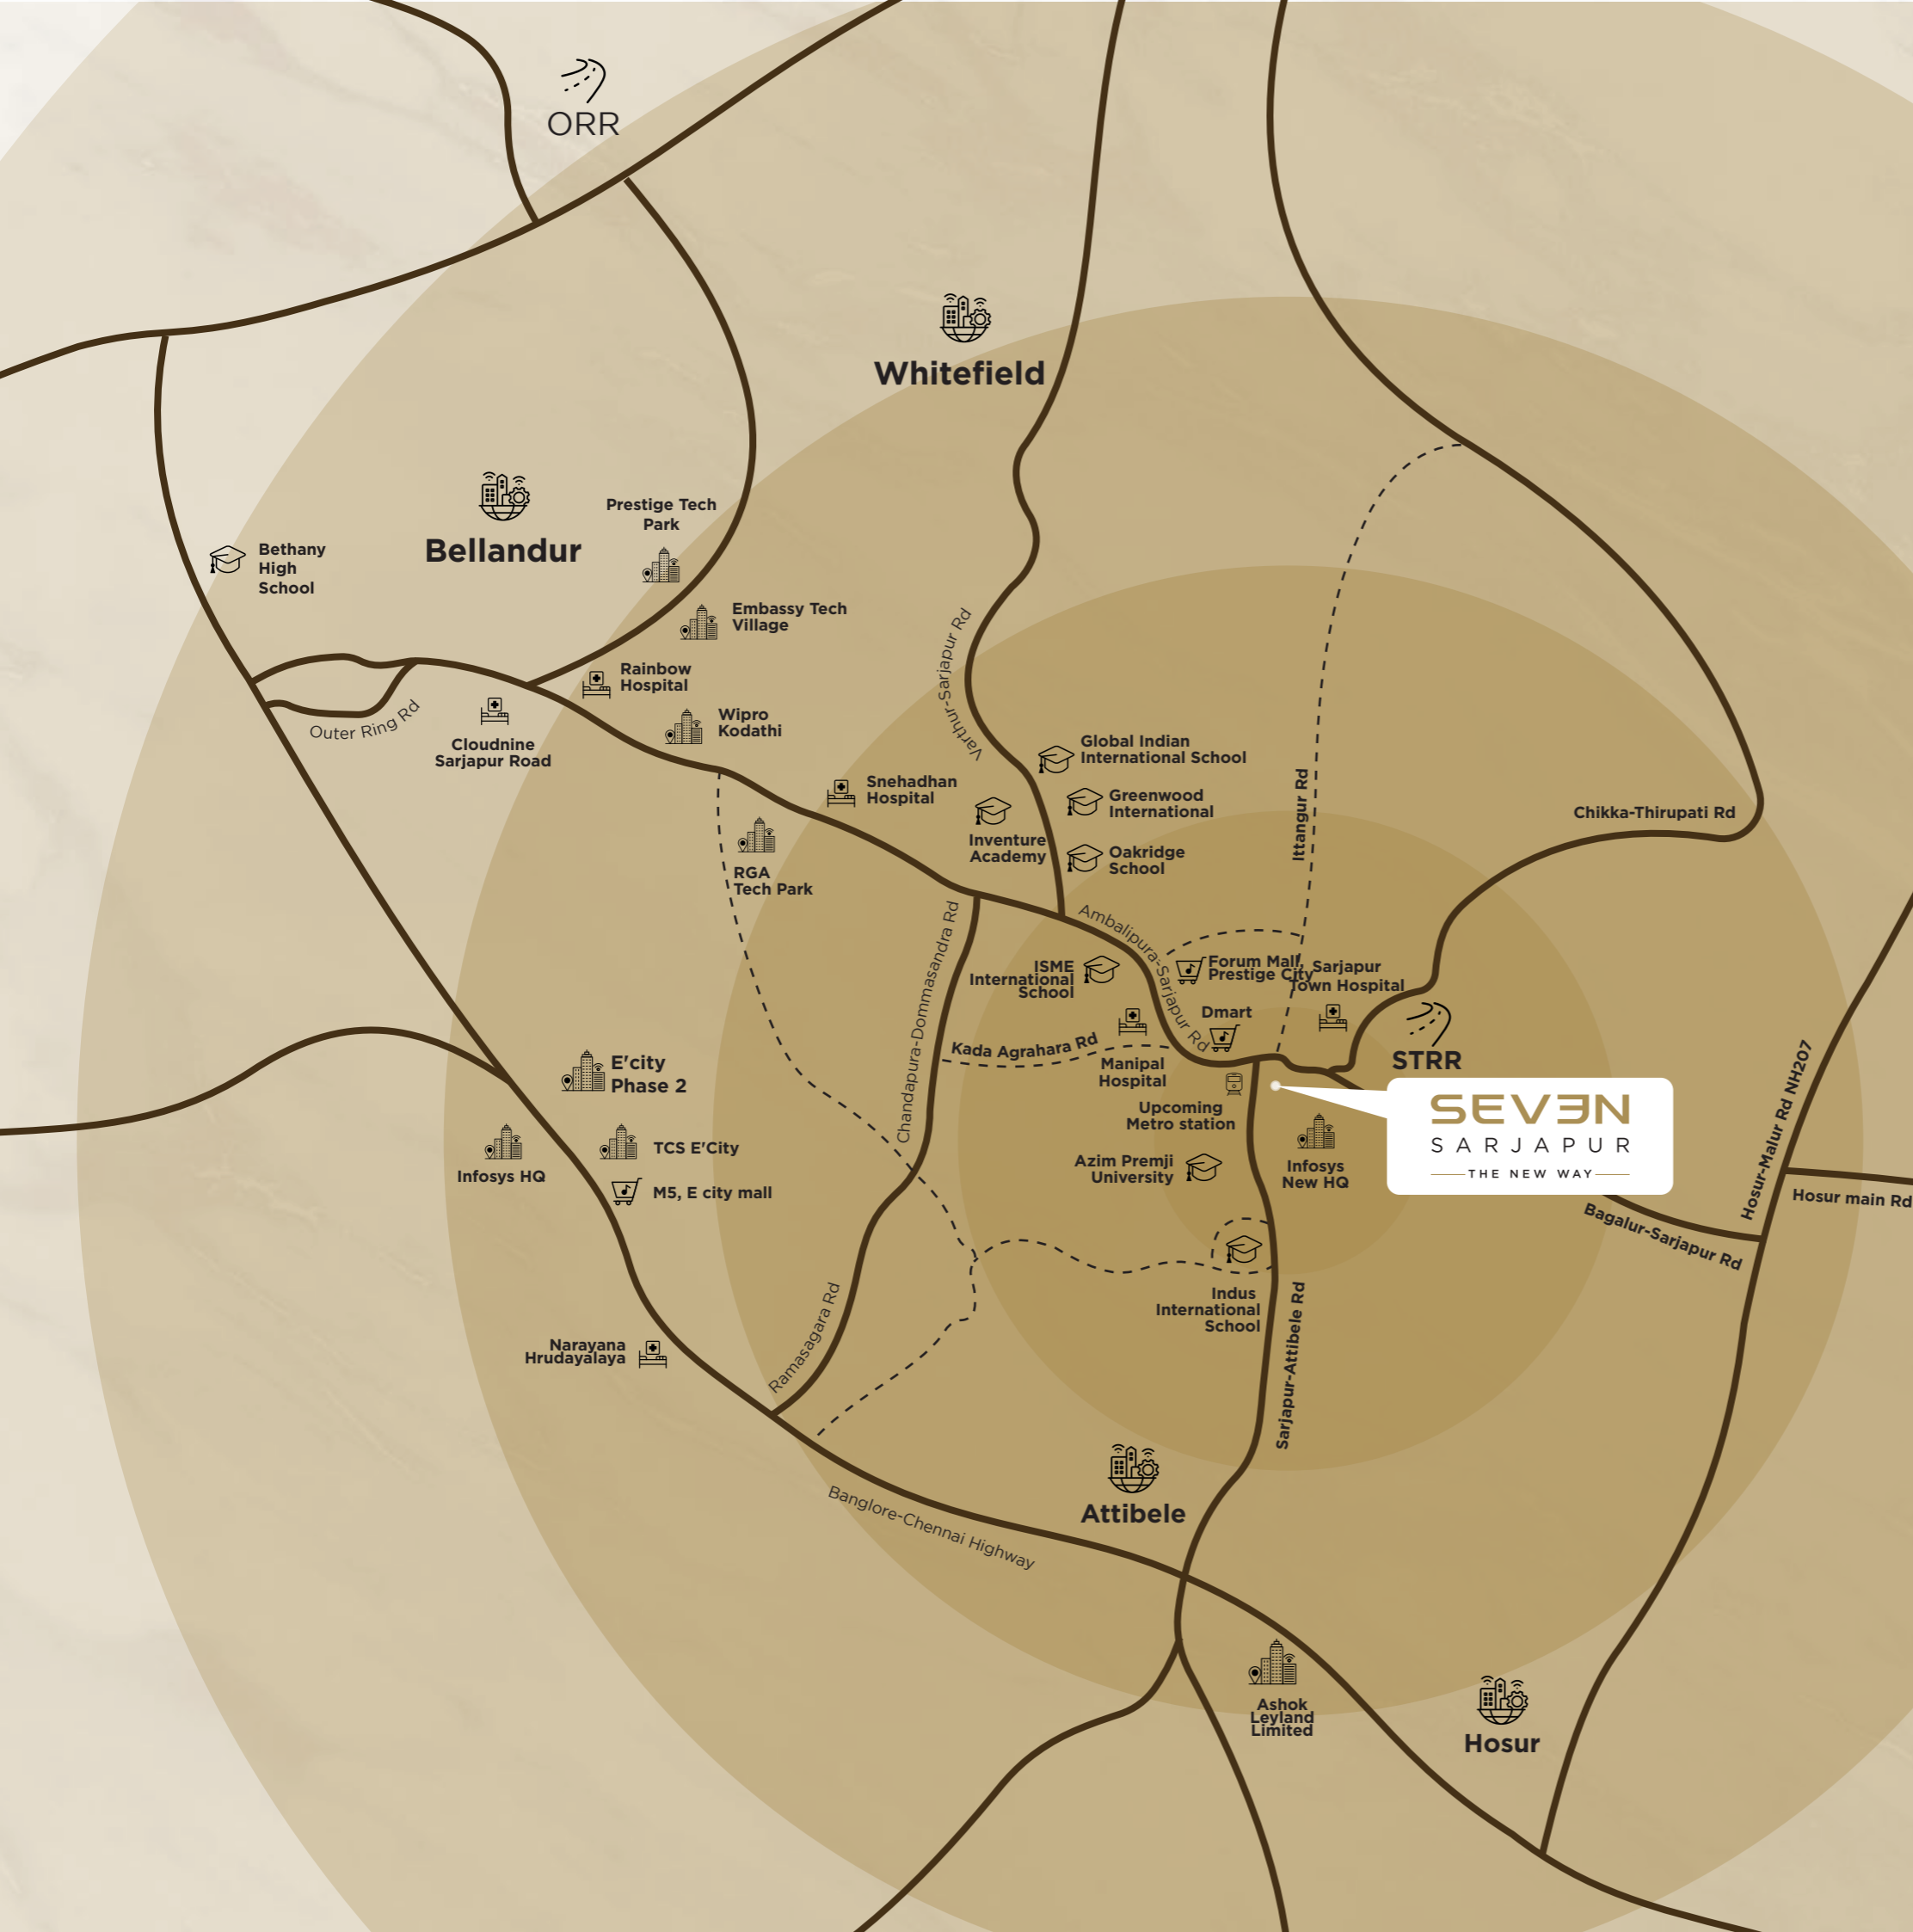 ORR
Whitefield
Bellandur
Prestige Tech
Park
Bethany
High
School
Embassy Tech
Village
Rainbow
Hospital
Wipro
Kodathi
Outer Ring Rd
Cloudnine
Sarjapur Road
Varthur-Sarjapur Rd
Global Indian
International School
Snehadhan
Hospital
Greenwood
International
Inventure
Academy
Oakridge
School
Ittangur Rd
Chikka-Thirupati Rd
RGA
Tech Park
Chandapura-Dommasandra Rd
Ambalipura-Sarjapur Rd
ISME
International
School
Forum Mall,
Prestige City
Sarjapur
Town Hospital
Dmart
Kada Agrahara Rd
Manipal
Hospital
STRR
E'city
Phase 2
Upcoming
Metro station
SEVEN
SARJAPUR
THE NEW WAY
Hosur-Malur Rd NH207
TCS E'City
Infosys HQ
M5, E city mall
Azim Premji
University
Infosys
New HQ
Hosur main Rd
Bagalur-Sarjapur Rd
Indus
International
School
Sarjapur-Attibele Rd
Narayana
Hrudayalaya
Ramasagara Rd
Banglore-Chennai Highway
Attibele
Ashok
Leyland
Limited
Hosur